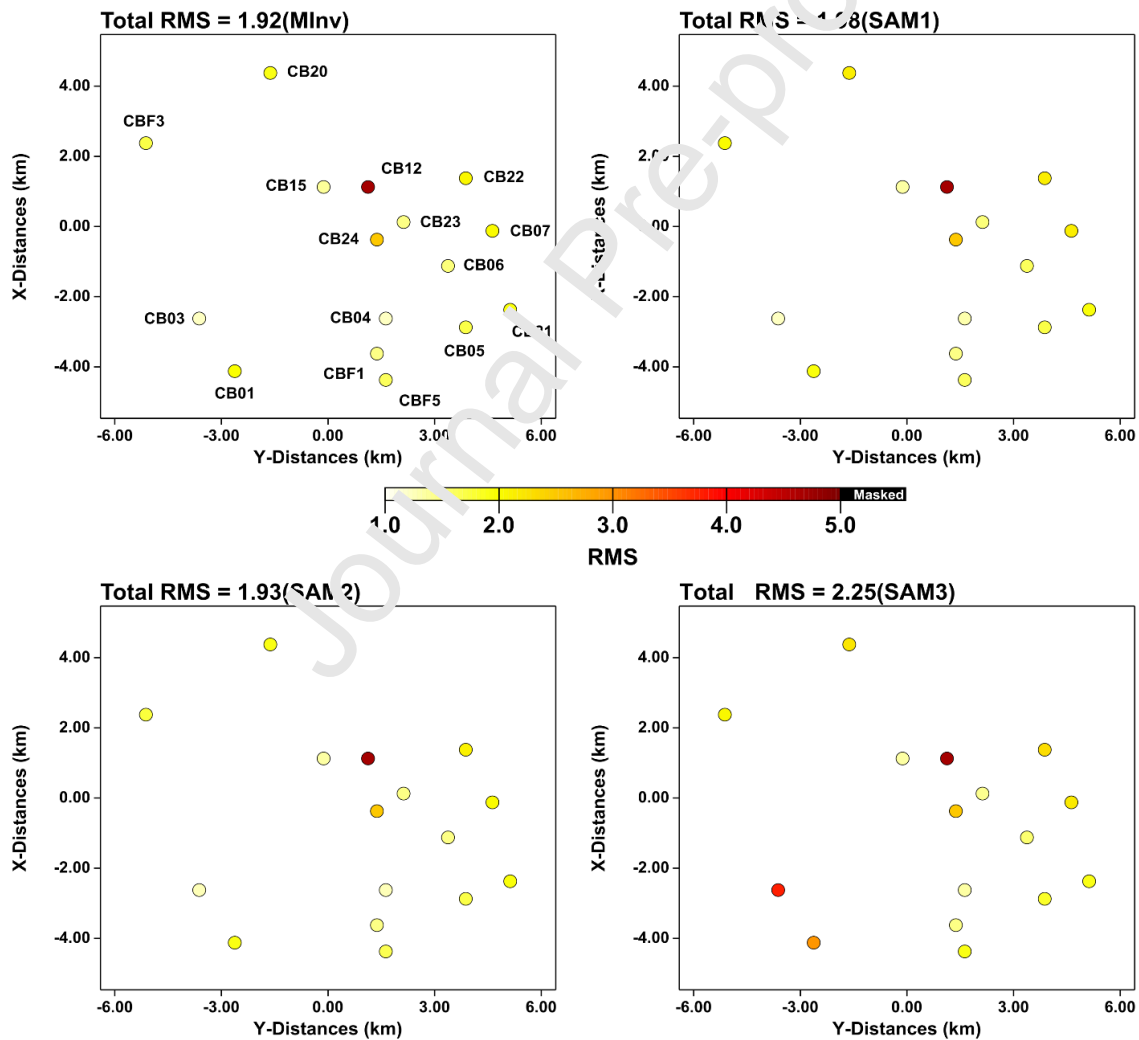 Total RMS = 1.92(MInv)
4.00
2.00
0.00
-2.00
-4.00
X-Distances (km)
CB20
CBF3
CB12
CB15
CB22
CB23
CB07
CB24
CB06
CB03
CB04
CB05
CBF1
CB01
CBF5
-6.00 -3.00 0.00 3.00 6.00
Y-Distances (km)
(SAM1)
4.00
0.00
-2.00
-4.00
-6.00 -3.00 0.00 3.00 6.00
Y-Distances (km)
Masked
1.0 2.0 3.0 4.0 5.0
RMS
Total RMS = 1.93(SAM2)
4.00
2.00
0.00
-2.00
-4.00
X-Distances (km)
-6.00 -3.00 0.00 3.00 6.00
Y-Distances (km)
Total RMS = 2.25(SAM3)
4.00
2.00
0.00
-2.00
-4.00
X-Distances (km)
-6.00 -3.00 0.00 3.00 6.00
Y-Distances (km)
Journal Pre-pro